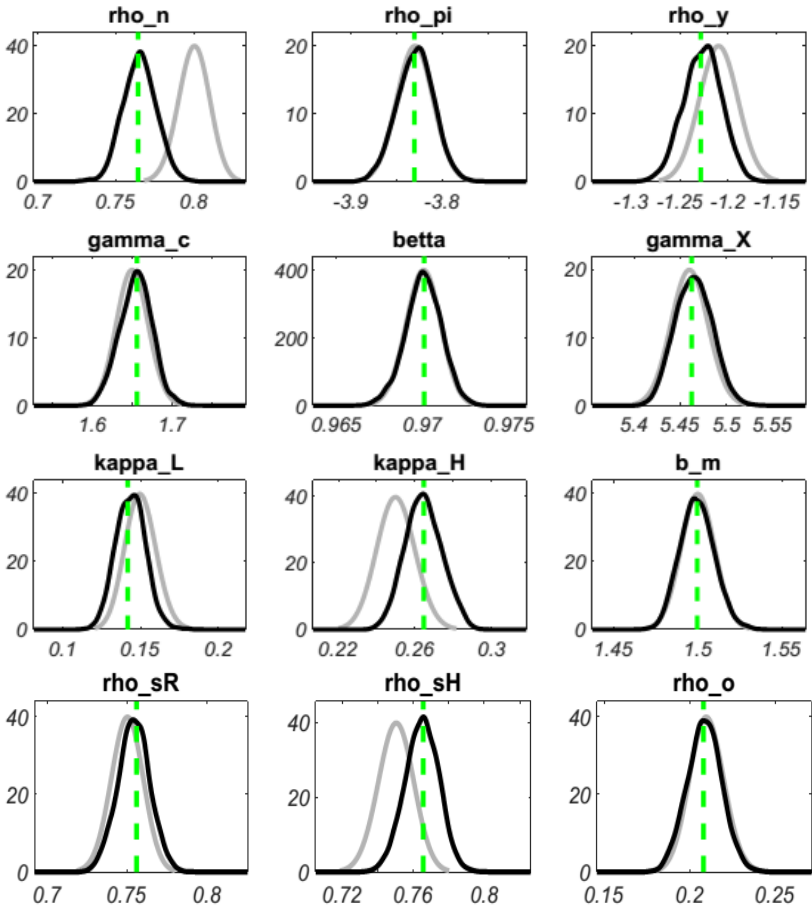 rho_n rho_pi rho_y
40 20 20
20 10 10
0 0 0
0.7 0.75 0.8 -3.9 -3.8 -1.3 -1.25 -1.2 -1.15
gamma_c betta gamma_X
20 400 20
10 200 10
0 0 0
1.6 1.7 0.965 0.97 0.975 5.4 5.45 5.5 5.55
kappa_L kappa_H b_m
40 40 40
20 20 20
0 0 0
0.1 0.15 0.2 0.22 0.26 0.3 1.45 1.5 1.55
rho_sR rho_sH rho_o
40 40 40
20 20 20
0 0 0
0.7 0.75 0.8 0.72 0.76 0.8 0.15 0.2 0.25